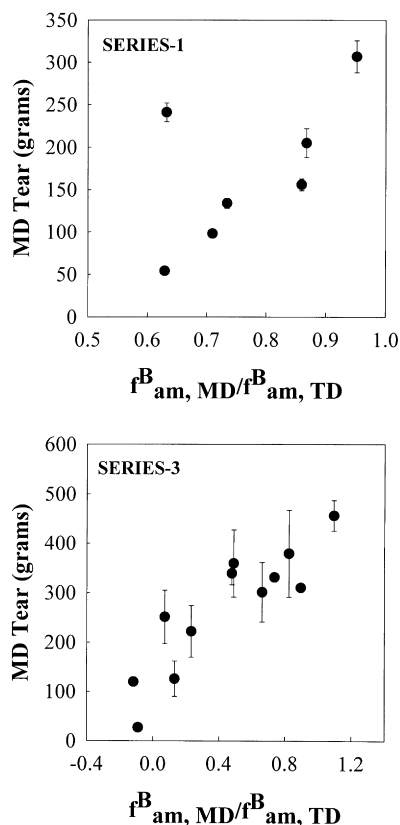 350
300
250
200
150
100
50
0
MD Tear (grams)
SERIES-1
0.5 0.6 0.7 0.8 0.9 1.0
fBam, MD/fBam, TD
600
500
400
300
200
100
0
MD Tear (grams)
SERIES-3
-0.4 0.0 0.4 0.8 1.2
fBam, MD/fBam, TD